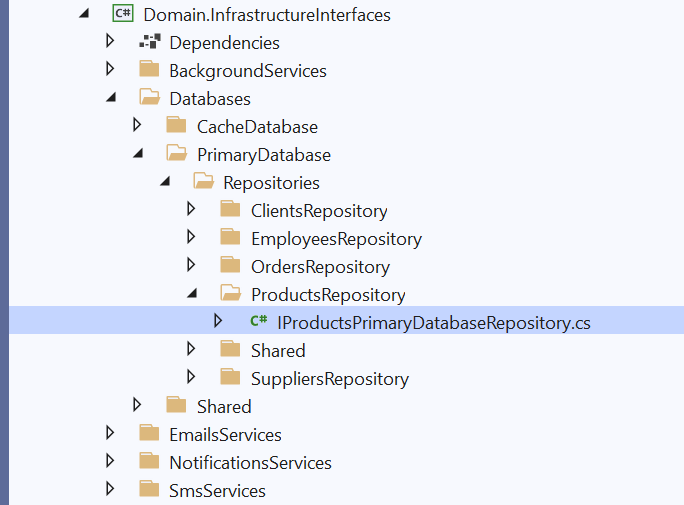 C# Domain.InfrastructureInterfaces
Dependencies
BackgroundServices
Databases
CacheDatabase
PrimaryDatabase
Repositories
ClientsRepository
EmployeesRepository
OrdersRepository
ProductsRepository
C# IProductsPrimaryDatabaseRepository.cs
Shared
SuppliersRepository
Shared
EmailsServices
NotificationsServices
SmsServices